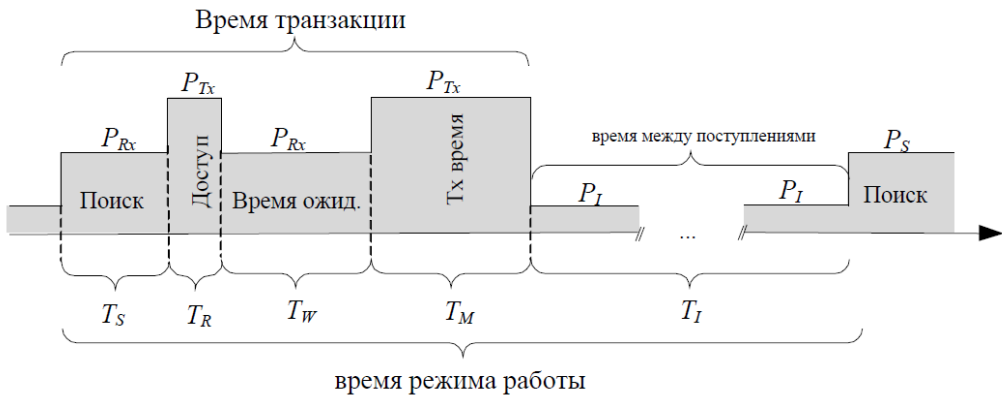 Время транзакции
P_Tx P_Tx
P_Rx P_Rx время между поступлениями P_S
Поиск Доступ Время ожид. Tx время P_I P_I Поиск
...
T_S T_R T_W T_M T_I
время режима работы